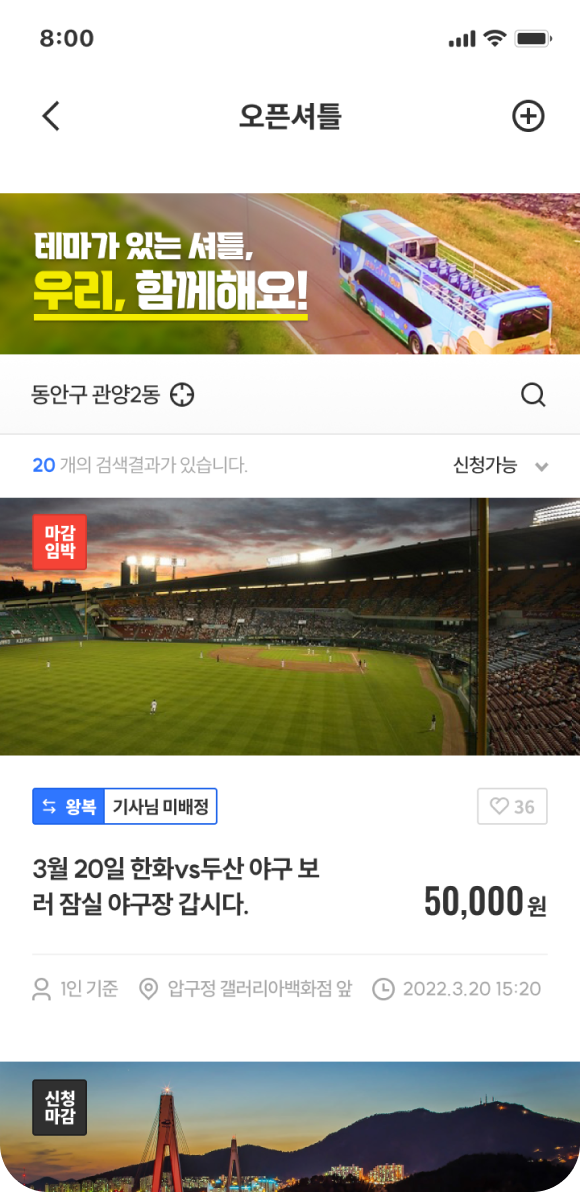 8:00
오픈셔틀
테마가 있는 셔틀,
우리, 함께해요!
동안구 관양2동
20 개의 검색결과가 있습니다.
신청가능
마감
임박
왕복
기사님 미배정
36
3월 20일 한화vs두산 야구 보
러 잠실 야구장 갑시다.
50,000원
1인 기준
압구정 갤러리아백화점 앞
2022.3.20 15:20
신청
마감